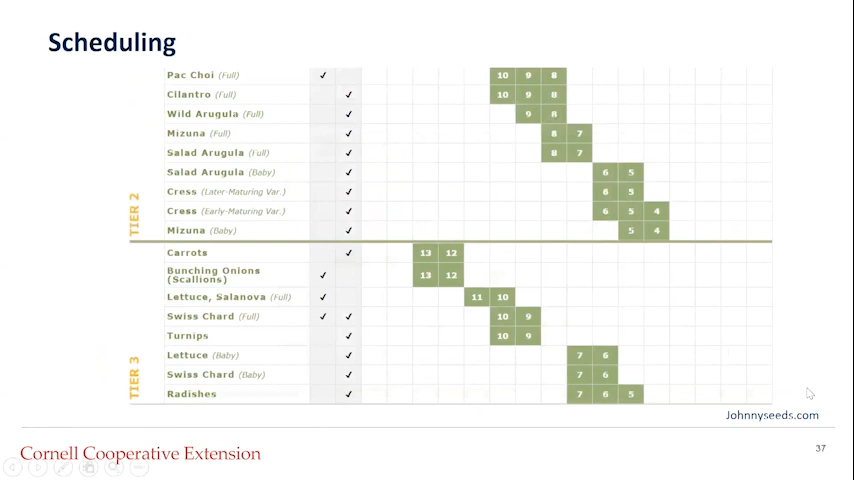 Scheduling
Pac Choi (Full) ✓ 10 9 8
Cilantro (Full) ✓ 10 9 8
Wild Arugula (Full) ✓ 9 8
Mizuna (Full) ✓ 8 7
Salad Arugula (Full) ✓ 8 7
Salad Arugula (Baby) ✓ 6 5
Cress (Later-Maturing Var.) ✓ 6 5
Cress (Early-Maturing Var.) ✓ 6 5 4
Mizuna (Baby) ✓ 5 4
TIER 2
Carrots ✓ 13 12
Bunching Onions
(Scallions) ✓ 13 12
Lettuce, Salanova (Full) ✓ 11 10
Swiss Chard (Full) ✓ ✓ 10 9
Turnips ✓ 10 9
Lettuce (Baby) ✓ 7 6
Swiss Chard (Baby) ✓ 7 6
Radishes ✓ 7 6 5
TIER 3
Johnnyseeds.com
Cornell Cooperative Extension
37